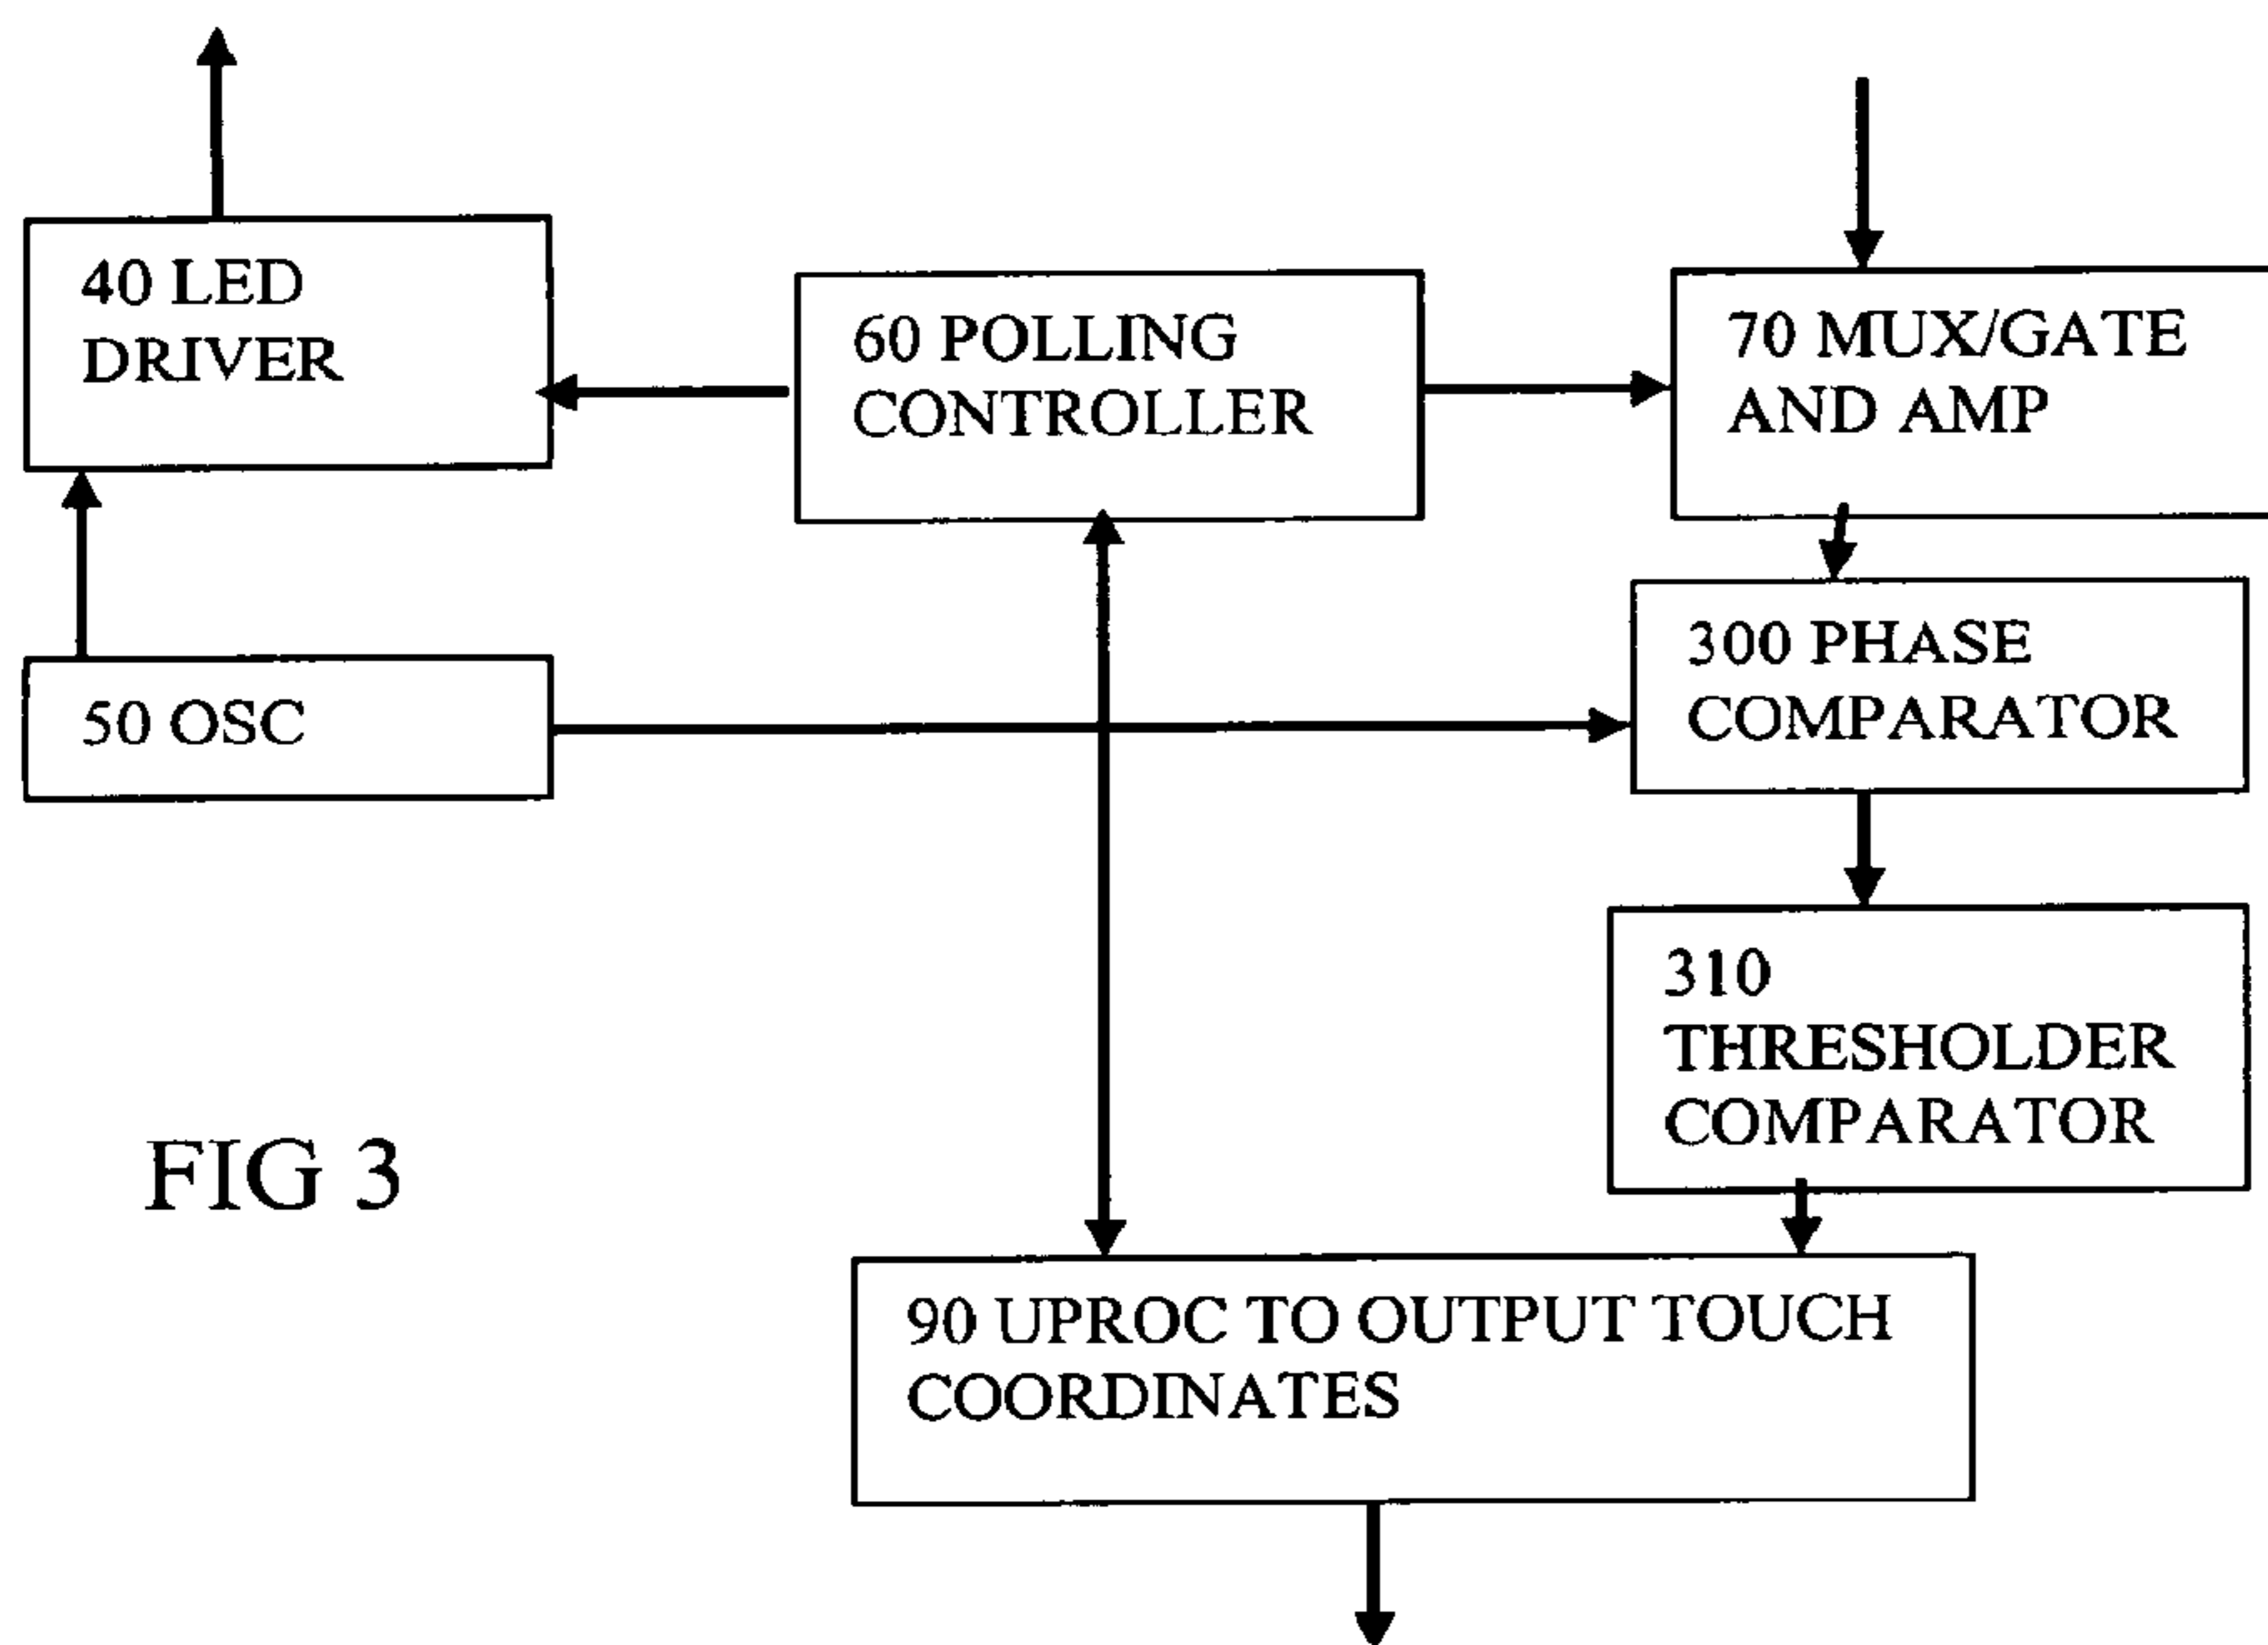 40 LED
DRIVER
60 POLLING
CONTROLLER
70 MUX/GATE
AND AMP
50 OSC
300 PHASE
COMPARATOR
310
THRESHOLDER
COMPARATOR
FIG 3
90 UPROC TO OUTPUT TOUCH
COORDINATES